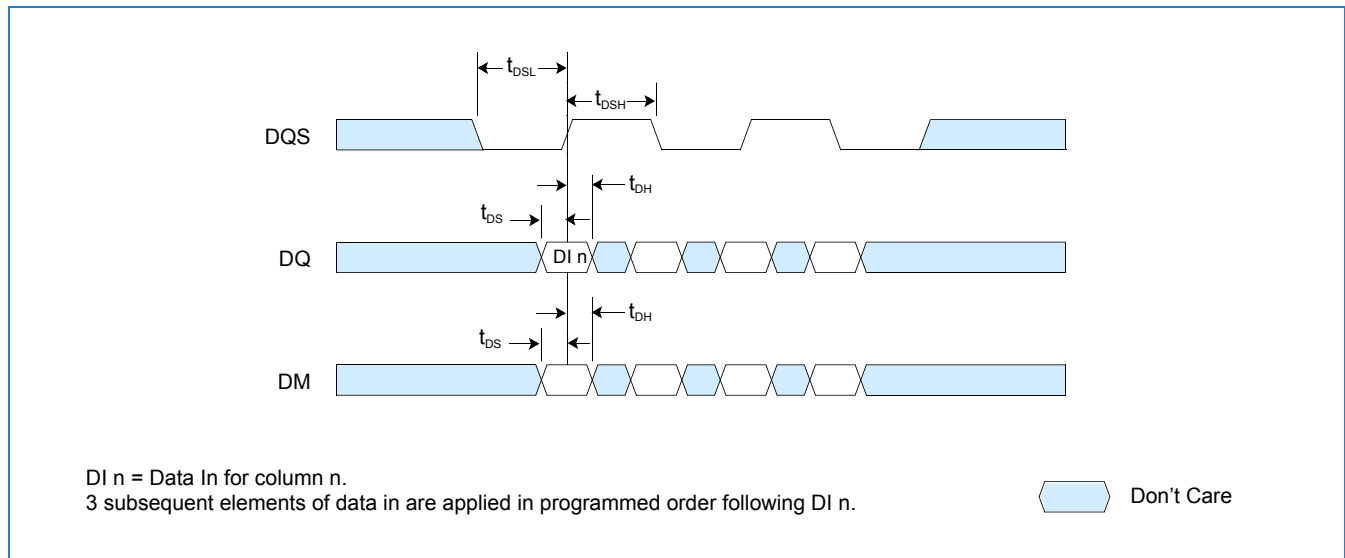 tDSL
tDSH
DQS
tDH
tDS
DQ
DI n
tDH
tDS
DM
DI n = Data In for column n.
3 subsequent elements of data in are applied in programmed order following DI n.
Don't Care